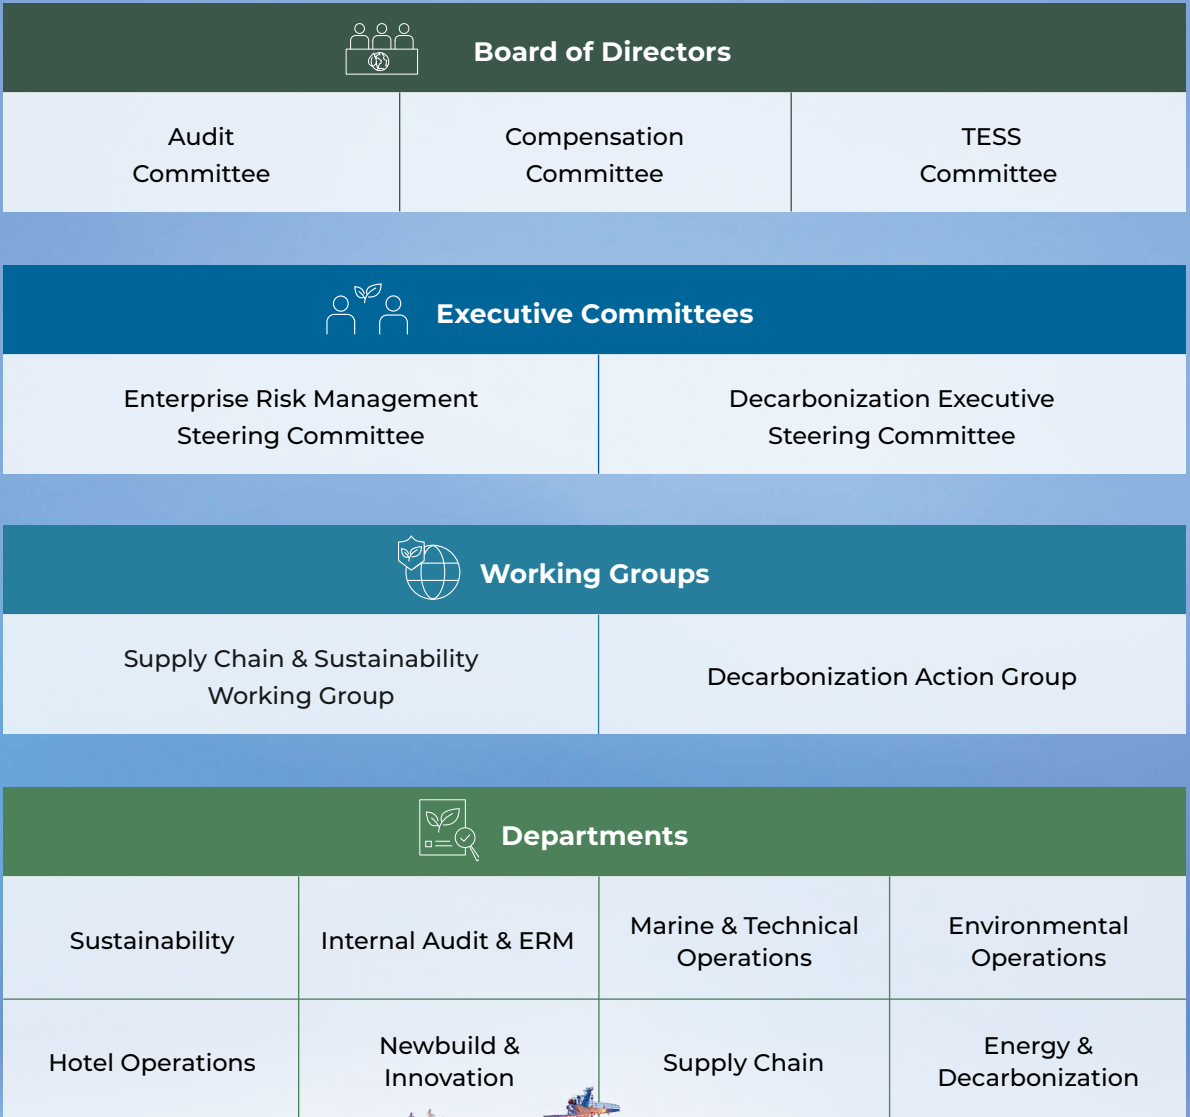 Board of Directors
Audit
Committee
Compensation
Committee
TESS
Committee
Executive Committees
Enterprise Risk Management
Steering Committee
Decarbonization Executive
Steering Committee
Working Groups
Supply Chain & Sustainability
Working Group
Decarbonization Action Group
Departments
Sustainability
Internal Audit & ERM
Marine & Technical
Operations
Environmental
Operations
Hotel Operations
Newbuild &
Innovation
Supply Chain
Energy &
Decarbonization